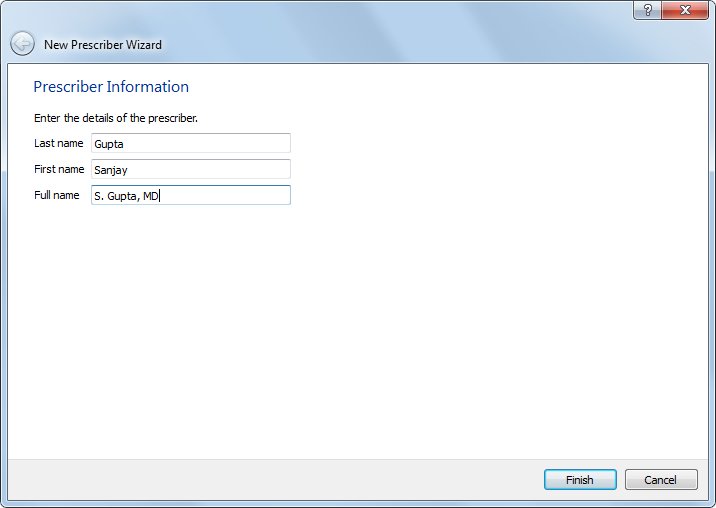 New Prescriber Wizard
Prescriber Information
Enter the details of the prescriber.
Last name Gupta
First name Sanjay
Full name S. Gupta, MD
Finish Cancel